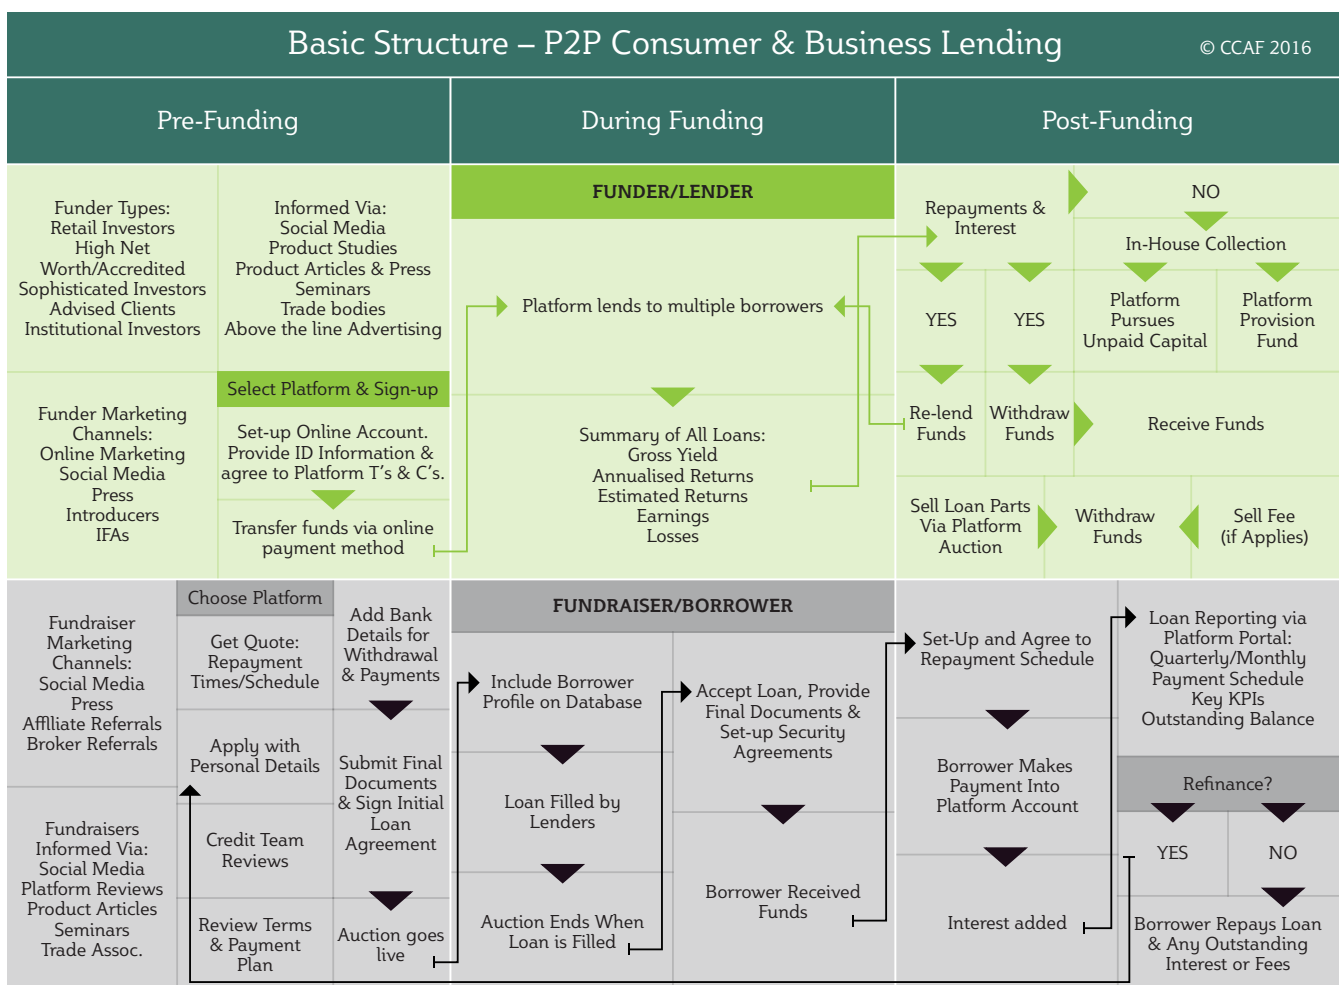 Basic Structure – P2P Consumer & Business Lending
© CCAF 2016
Pre-Funding
During Funding
Post-Funding
Funder Types:
Retail Investors
High Net
Worth/Accredited
Sophisticated Investors
Advised Clients
Institutional Investors
Informed Via:
Social Media
Product Studies
Product Articles & Press
Seminars
Trade bodies
Above the line Advertising
Funder Marketing
Channels:
Online Marketing
Social Media
Press
Introducers
IFAs
Select Platform & Sign-up
Set-up Online Account.
Provide ID Information &
agree to Platform T's & C's.
Transfer funds via online
payment method
FUNDER/LENDER
Platform lends to multiple borrowers
Summary of All Loans:
Gross Yield
Annualised Returns
Estimated Returns
Earnings
Losses
Repayments &
Interest
NO
In-House Collection
YES
YES
Platform
Pursues
Unpaid Capital
Platform
Provision
Fund
Re-lend
Funds
Withdraw
Funds
Receive Funds
Sell Loan Parts
Via Platform
Auction
Withdraw
Funds
Sell Fee
(if Applies)
Fundraiser
Marketing
Channels:
Social Media
Press
Affiliate Referrals
Broker Referrals
Fundraisers
Informed Via:
Social Media
Platform Reviews
Product Articles
Seminars
Trade Assoc.
Choose Platform
Get Quote:
Repayment
Times/Schedule
Apply with
Personal Details
Credit Team
Reviews
Review Terms
& Payment
Plan
Add Bank
Details for
Withdrawal
& Payments
Submit Final
Documents
& Sign Initial
Loan
Agreement
Auction goes
live
FUNDRAISER/BORROWER
Include Borrower
Profile on Database
Loan Filled by
Lenders
Auction Ends When
Loan is Filled
Accept Loan, Provide
Final Documents &
Set-up Security
Agreements
Borrower Received
Funds
Set-Up and Agree to
Repayment Schedule
Borrower Makes
Payment Into
Platform Account
Interest added
Loan Reporting via
Platform Portal:
Quarterly/Monthly
Payment Schedule
Key KPIs
Outstanding Balance
Refinance?
YES
NO
Borrower Repays Loan
& Any Outstanding
Interest or Fees